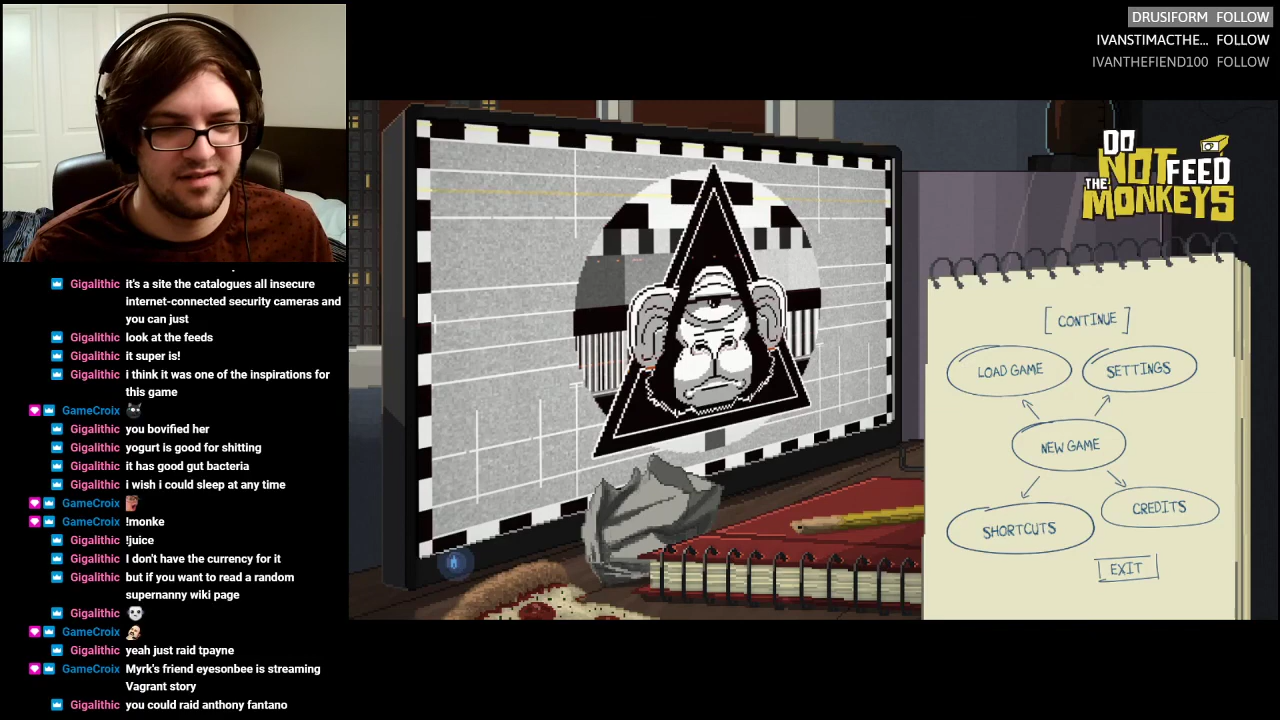 DRUSIFORM FOLLOW
IVANSTIMACTHE... FOLLOW
IVANTHEFIEND100 FOLLOW
Gigalithic it's a site the catalogues all insecure
internet-connected security cameras and
you can just
Gigalithic look at the feeds
Gigalithic it super is!
Gigalithic i think it was one of the inspirations for
this game
GameCroix
Gigalithic you bovified her
Gigalithic yogurt is good for shitting
Gigalithic it has good gut bacteria
Gigalithic i wish i could sleep at any time
GameCroix
GameCroix !monke
Gigalithic !juice
Gigalithic I don't have the currency for it
Gigalithic but if you want to read a random
supernanny wiki page
Gigalithic
GameCroix
Gigalithic yeah just raid tpayne
GameCroix Myrk's friend eyesonbee is streaming
Vagrant story
Gigalithic you could raid anthony fantano
DO
NOT FEED
THE MONKEYS
[ CONTINUE ]
LOAD GAME
SETTINGS
NEW GAME
SHORTCUTS
CREDITS
EXIT